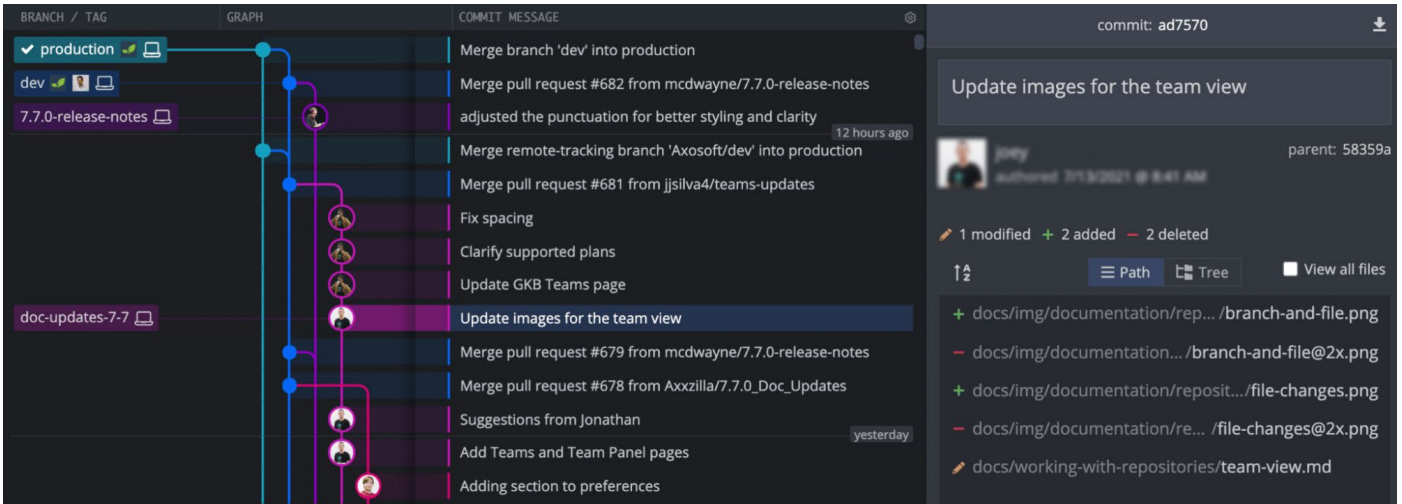 BRANCH / TAG GRAPH COMMIT MESSAGE
production Merge branch 'dev' into production
dev Merge pull request #682 from mcdwayne/7.7.0-release-notes
7.7.0-release-notes adjusted the punctuation for better styling and clarity
12 hours ago
Merge remote-tracking branch 'Axosoft/dev' into production
Merge pull request #681 from jjsilva4/teams-updates
Fix spacing
Clarify supported plans
Update GKB Teams page
doc-updates-7-7 Update images for the team view
Merge pull request #679 from mcdwayne/7.7.0-release-notes
Merge pull request #678 from Axxzilla/7.7.0_Doc_Updates
Suggestions from Jonathan
yesterday
Add Teams and Team Panel pages
Adding section to preferences
commit: ad7570
Update images for the team view
joey
authored 7/13/2021 @ 8:41 AM
parent: 58359a
1 modified + 2 added − 2 deleted
A Z Path Tree View all files
+ docs/img/documentation/rep... /branch-and-file.png
− docs/img/documentation... /branch-and-file@2x.png
+ docs/img/documentation/reposit.../file-changes.png
− docs/img/documentation/re... /file-changes@2x.png
docs/working-with-repositories/team-view.md